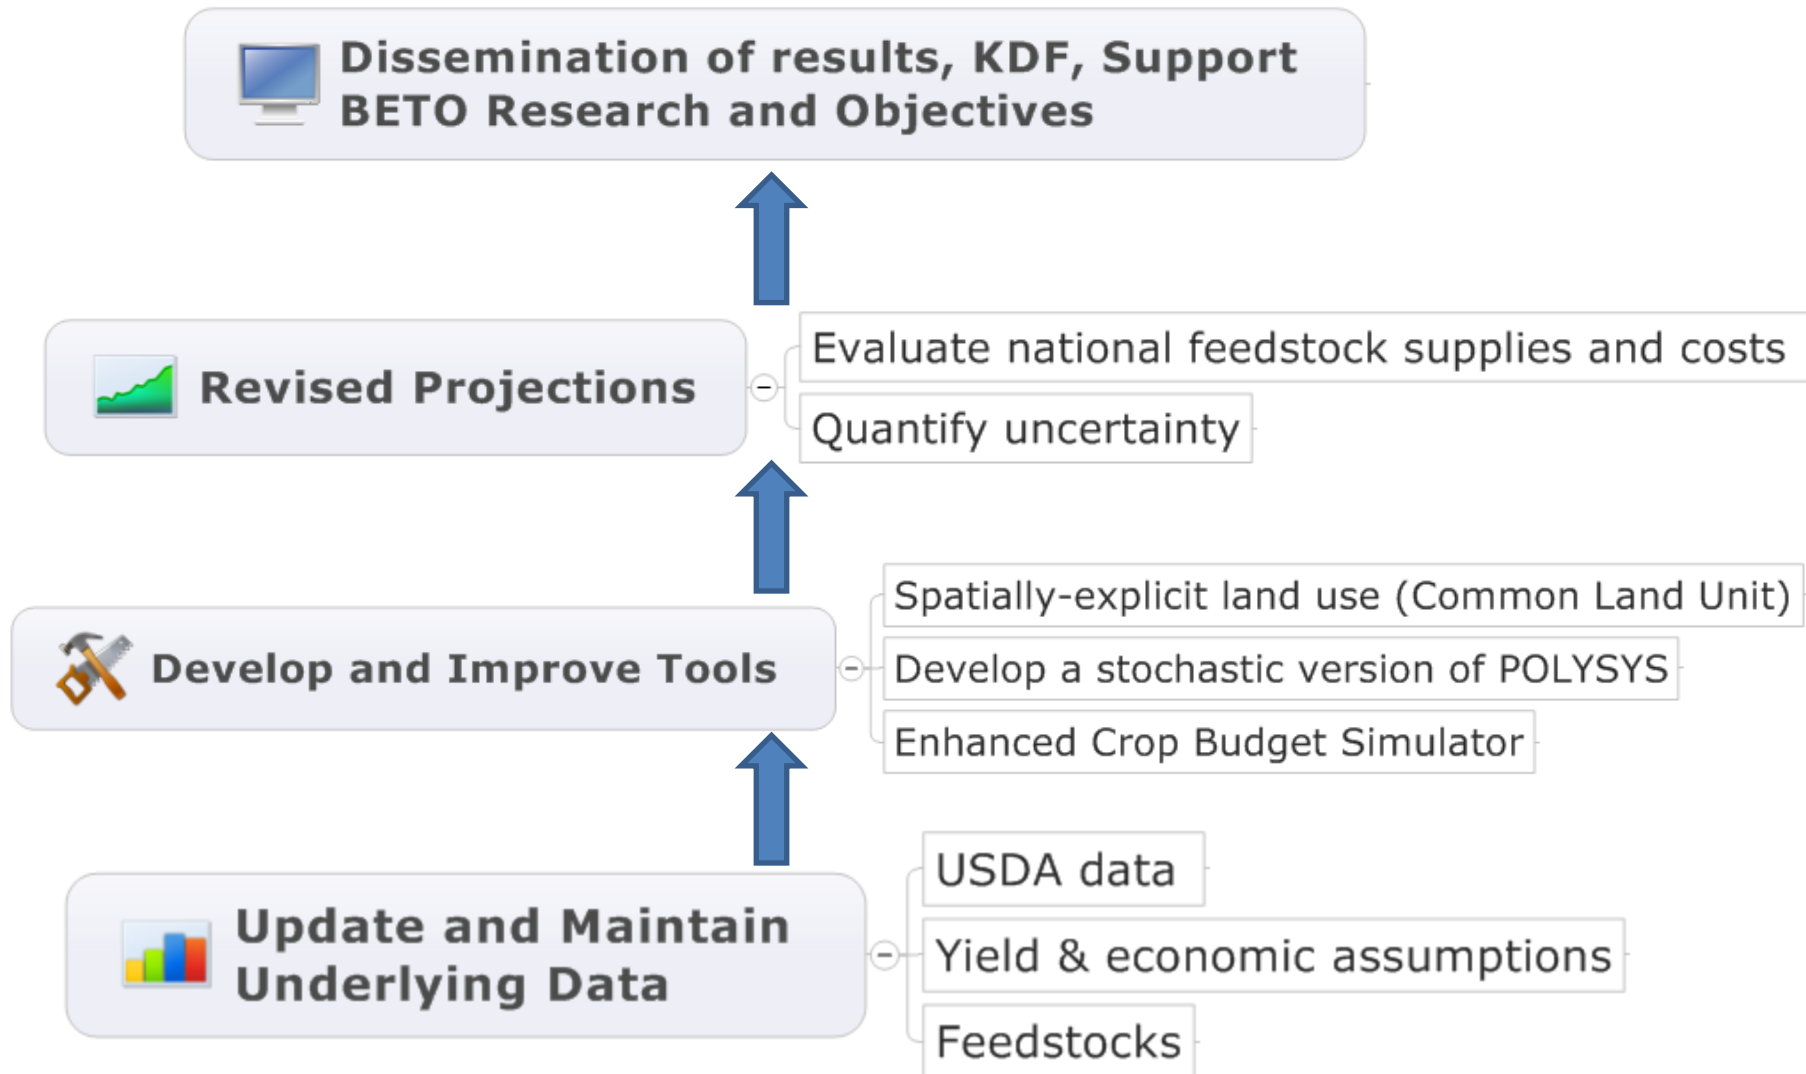 Dissemination of results, KDF, Support
BETO Research and Objectives
Revised Projections
Evaluate national feedstock supplies and costs
Quantify uncertainty
Develop and Improve Tools
Spatially-explicit land use (Common Land Unit)
Develop a stochastic version of POLYSYS
Enhanced Crop Budget Simulator
Update and Maintain
Underlying Data
USDA data
Yield & economic assumptions
Feedstocks